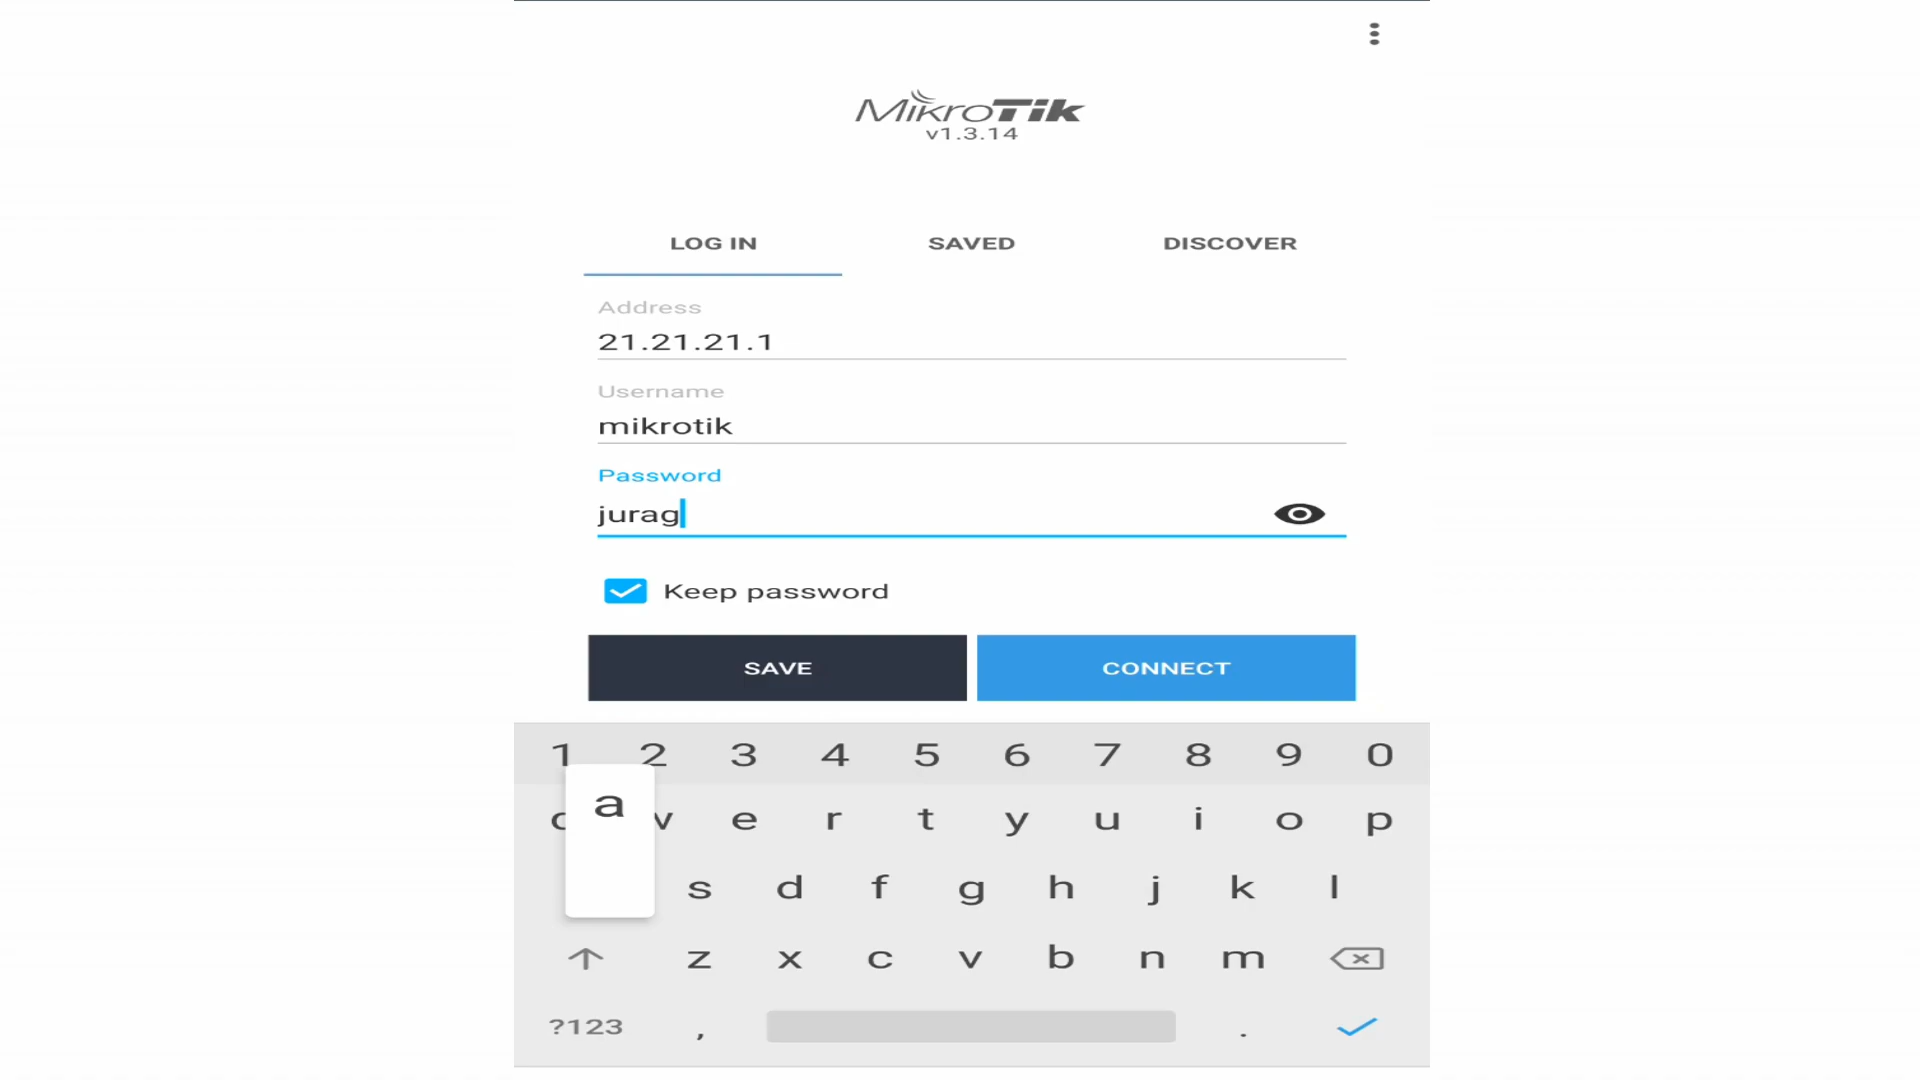 MikroTik
v1.3.14
LOG IN SAVED DISCOVER
Address
21.21.21.1
Username
mikrotik
Password
jurag
Keep password
SAVE CONNECT
1 2 3 4 5 6 7 8 9 0
a
e r t y u i o p
s d f g h j k l
z x c v b n m
?123 , .